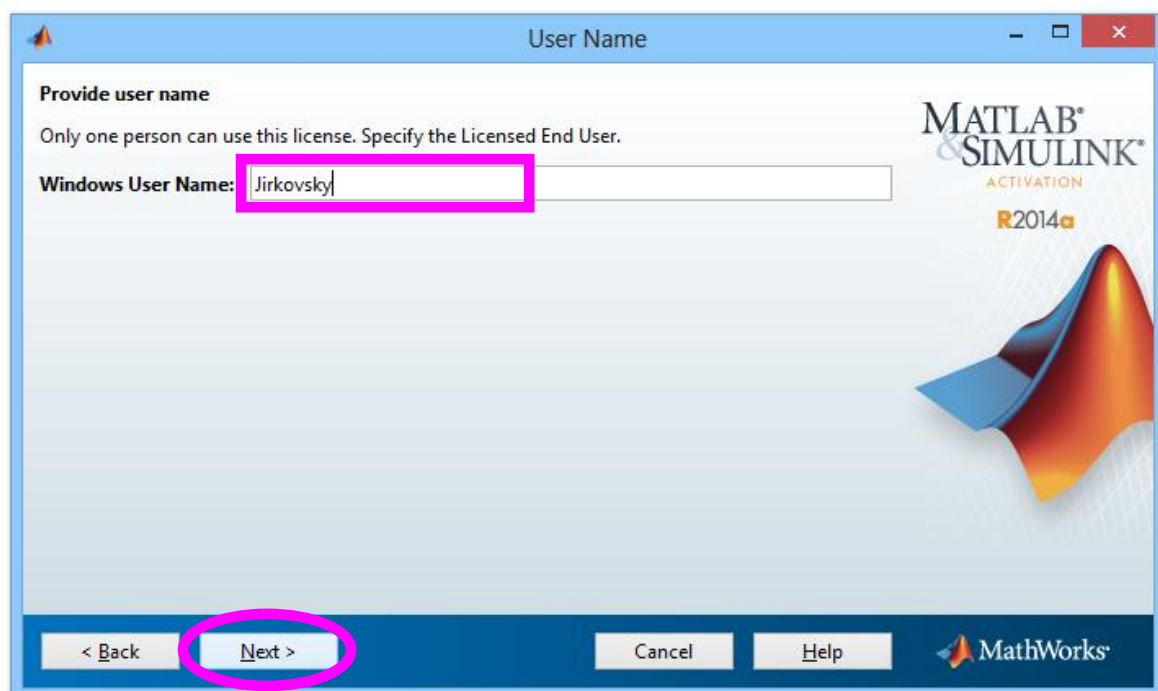 User Name
Provide user name
Only one person can use this license. Specify the Licensed End User.
Windows User Name: Jirkovsky
MATLAB®
&SIMULINK®
ACTIVATION
R2014a
< Back Next > Cancel Help MathWorks®